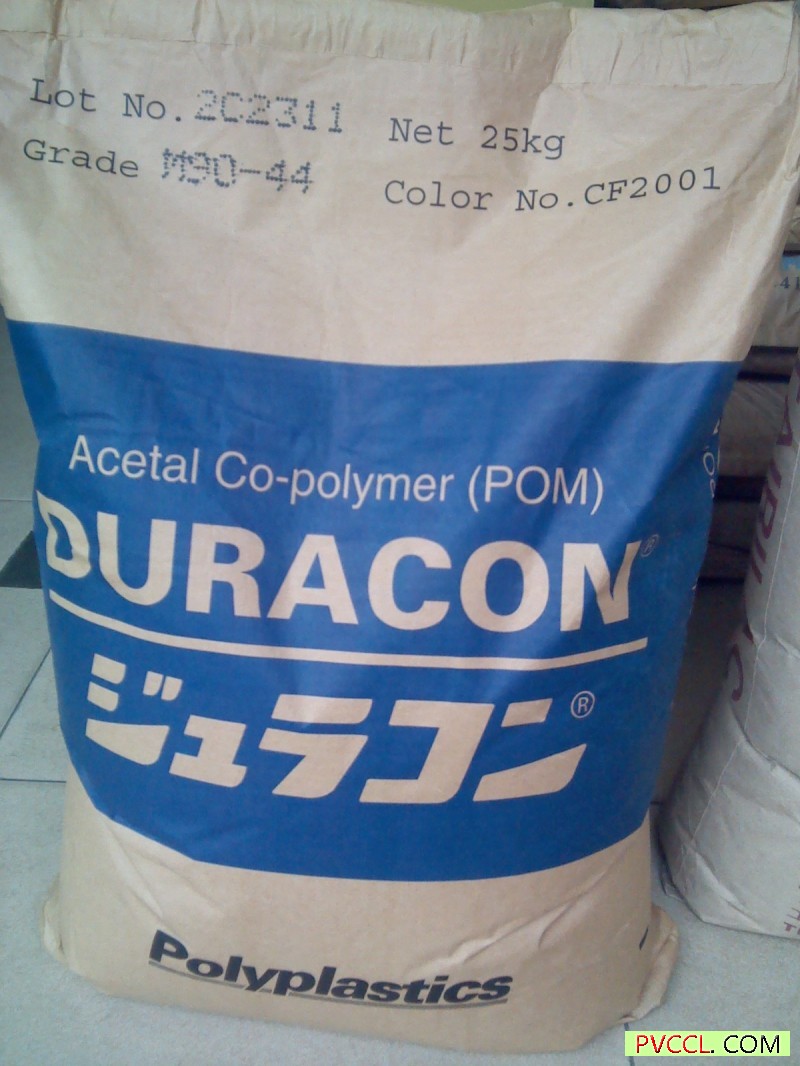 Lot No. 2C2311
Net 25kg
Grade M90-44
Color No. CF2001
Acetal Co-polymer (POM)
DURACON®
ジュラコン®
Polyplastics
PVCCL. COM